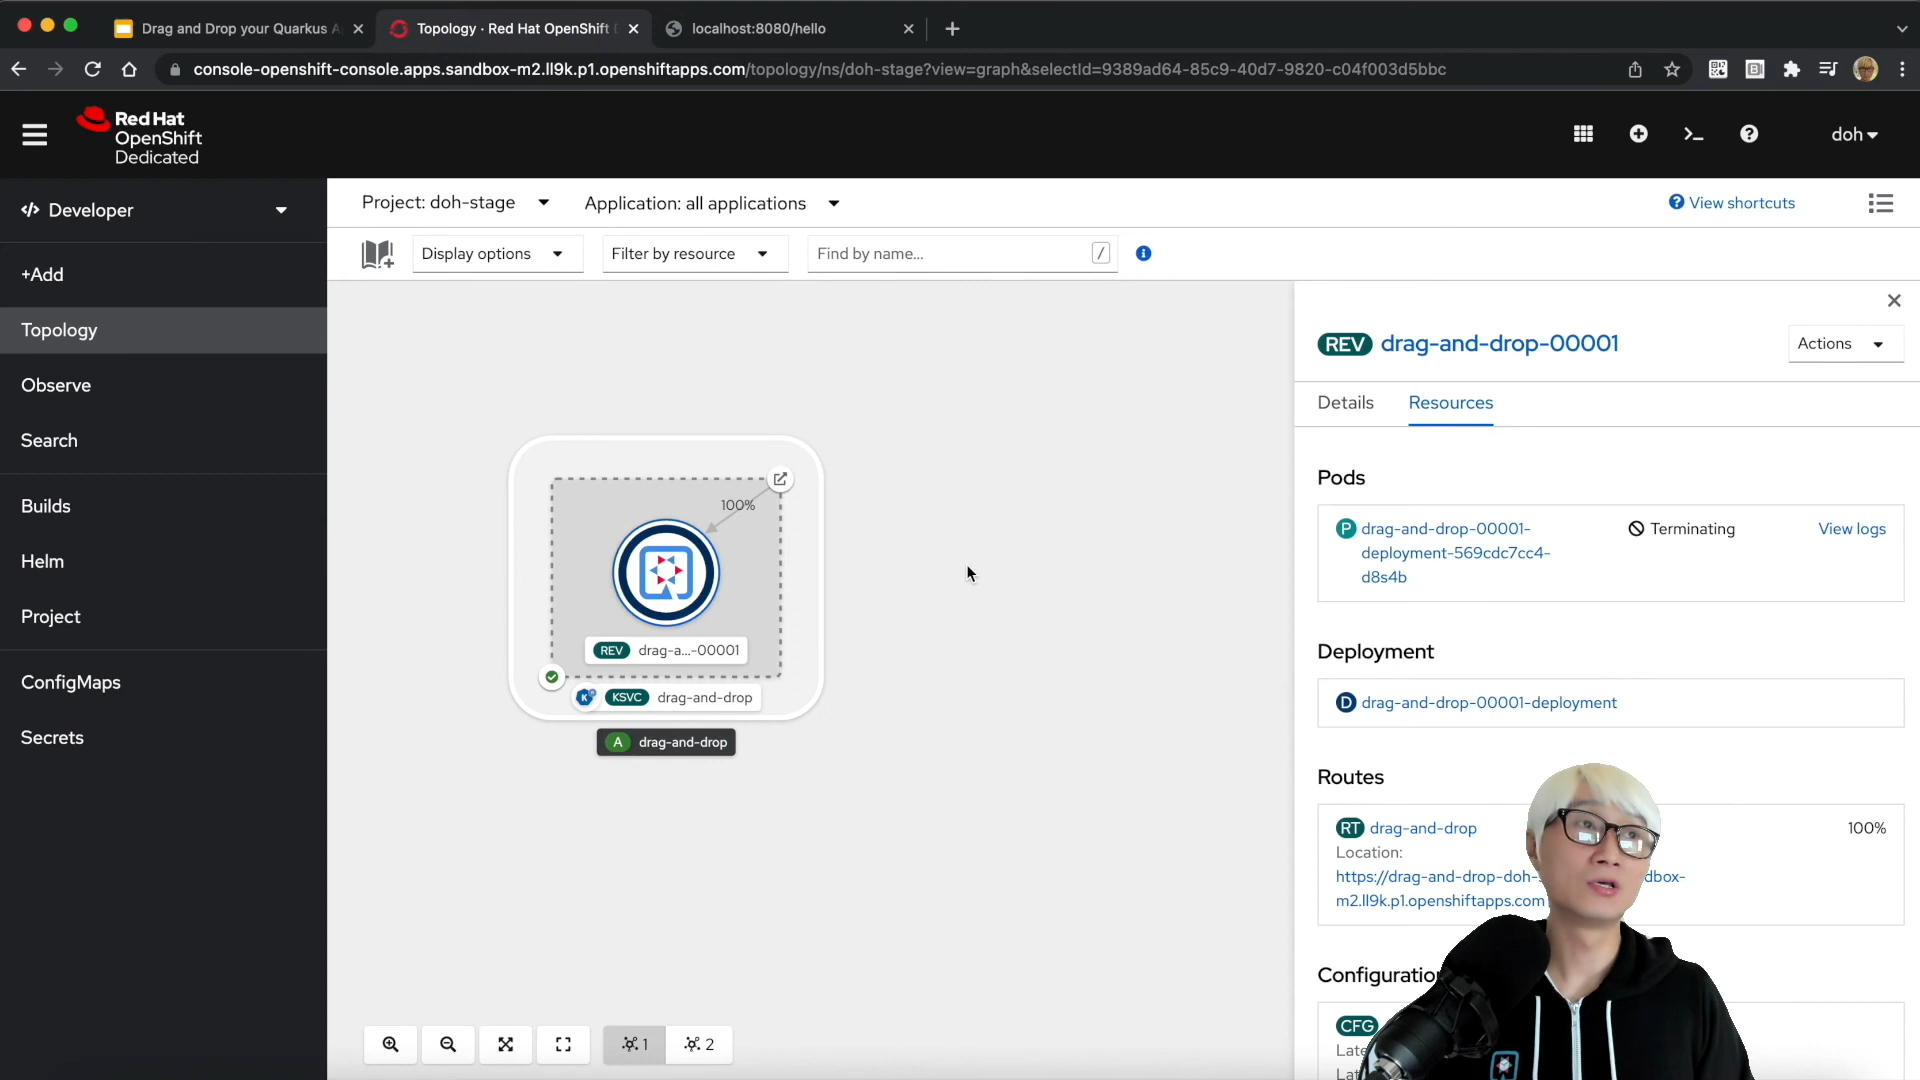 Drag and Drop your Quarkus A
Topology · Red Hat OpenShift
localhost:8080/hello
console-openshift-console.apps.sandbox-m2.ll9k.p1.openshiftapps.com/topology/ns/doh-stage?view=graph&selectId=9389ad64-85c9-40d7-9820-c04f003d5bbc
Red Hat
OpenShift
Dedicated
doh
Developer
Project: doh-stage
Application: all applications
View shortcuts
Display options
Filter by resource
Find by name...
/
+Add
Topology
Observe
Search
Builds
Helm
Project
ConfigMaps
Secrets
100%
REV drag-a...-00001
KSVC drag-and-drop
A drag-and-drop
1
2
REV drag-and-drop-00001
Actions
Details
Resources
Pods
P drag-and-drop-00001-
deployment-569cdc7cc4-
d8s4b
Terminating
View logs
Deployment
D drag-and-drop-00001-deployment
Routes
RT drag-and-drop
100%
Location:
https://drag-and-drop-doh- dbox-
m2.ll9k.p1.openshiftapps.com
Configuratio
CFG
Late
Lat